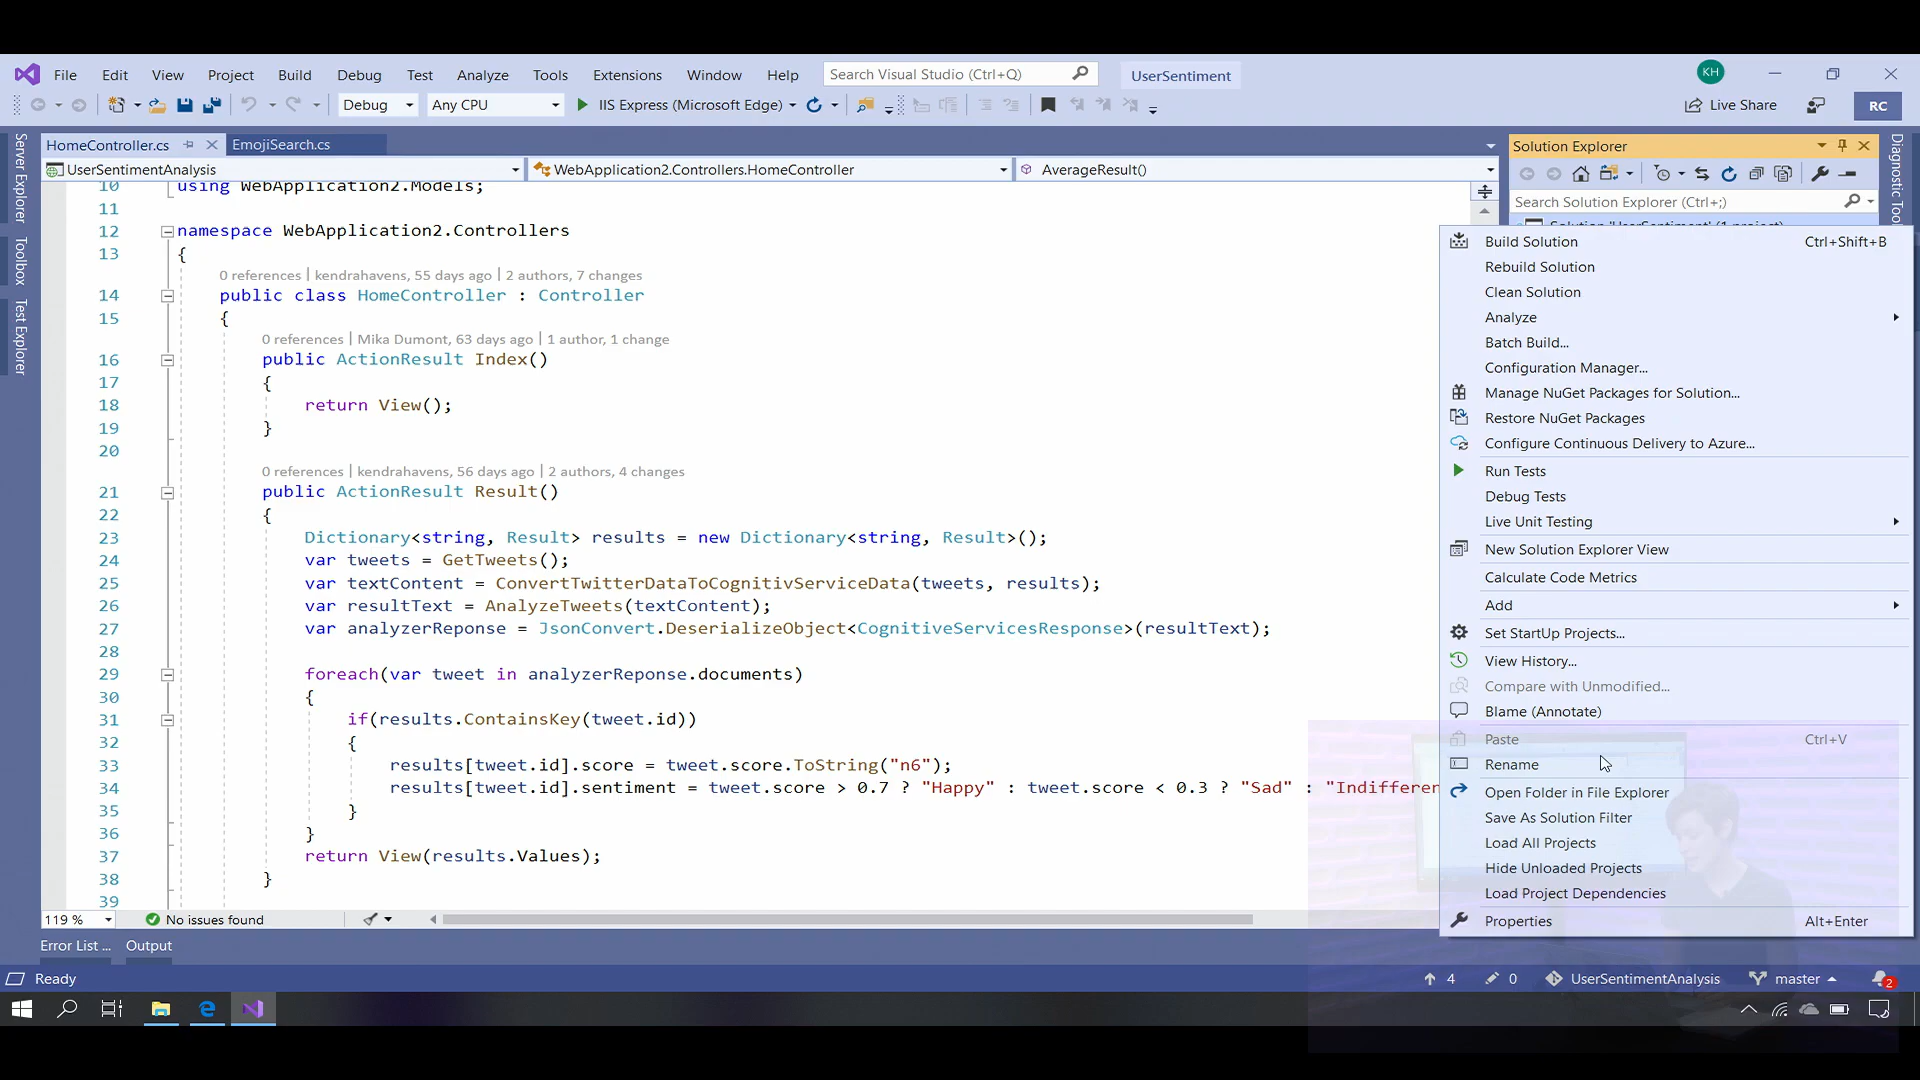 File Edit View Project Build Debug Test Analyze Tools Extensions Window Help Search Visual Studio (Ctrl+Q) UserSentiment KH
Debug Any CPU IIS Express (Microsoft Edge) Live Share RC
HomeController.cs EmojiSearch.cs
UserSentimentAnalysis WebApplication2.Controllers.HomeController AverageResult()
Server Explorer
Toolbox
Test Explorer
10 using WebApplication2.Models;
11
12 namespace WebApplication2.Controllers
13 {
0 references | kendrahavens, 55 days ago | 2 authors, 7 changes
14 public class HomeController : Controller
15 {
0 references | Mika Dumont, 63 days ago | 1 author, 1 change
16 public ActionResult Index()
17 {
18 return View();
19 }
20
0 references | kendrahavens, 56 days ago | 2 authors, 4 changes
21 public ActionResult Result()
22 {
23 Dictionary<string, Result> results = new Dictionary<string, Result>();
24 var tweets = GetTweets();
25 var textContent = ConvertTwitterDataToCognitivServiceData(tweets, results);
26 var resultText = AnalyzeTweets(textContent);
27 var analyzerReponse = JsonConvert.DeserializeObject<CognitiveServicesResponse>(resultText);
28
29 foreach(var tweet in analyzerReponse.documents)
30 {
31 if(results.ContainsKey(tweet.id))
32 {
33 results[tweet.id].score = tweet.score.ToString("n6");
34 results[tweet.id].sentiment = tweet.score > 0.7 ? "Happy" : tweet.score < 0.3 ? "Sad" : "Indifferen
35 }
36 }
37 return View(results.Values);
38 }
39
119 % No issues found
Error List ... Output
Solution Explorer
Search Solution Explorer (Ctrl+;)
Solution 'UserSentiment' (1 project)
Diagnostic Too
Build Solution Ctrl+Shift+B
Rebuild Solution
Clean Solution
Analyze
Batch Build...
Configuration Manager...
Manage NuGet Packages for Solution...
Restore NuGet Packages
Configure Continuous Delivery to Azure...
Run Tests
Debug Tests
Live Unit Testing
New Solution Explorer View
Calculate Code Metrics
Add
Set StartUp Projects...
View History...
Compare with Unmodified...
Blame (Annotate)
Paste Ctrl+V
Rename
Open Folder in File Explorer
Save As Solution Filter
Load All Projects
Hide Unloaded Projects
Load Project Dependencies
Properties Alt+Enter
Ready 4 0 UserSentimentAnalysis master 2